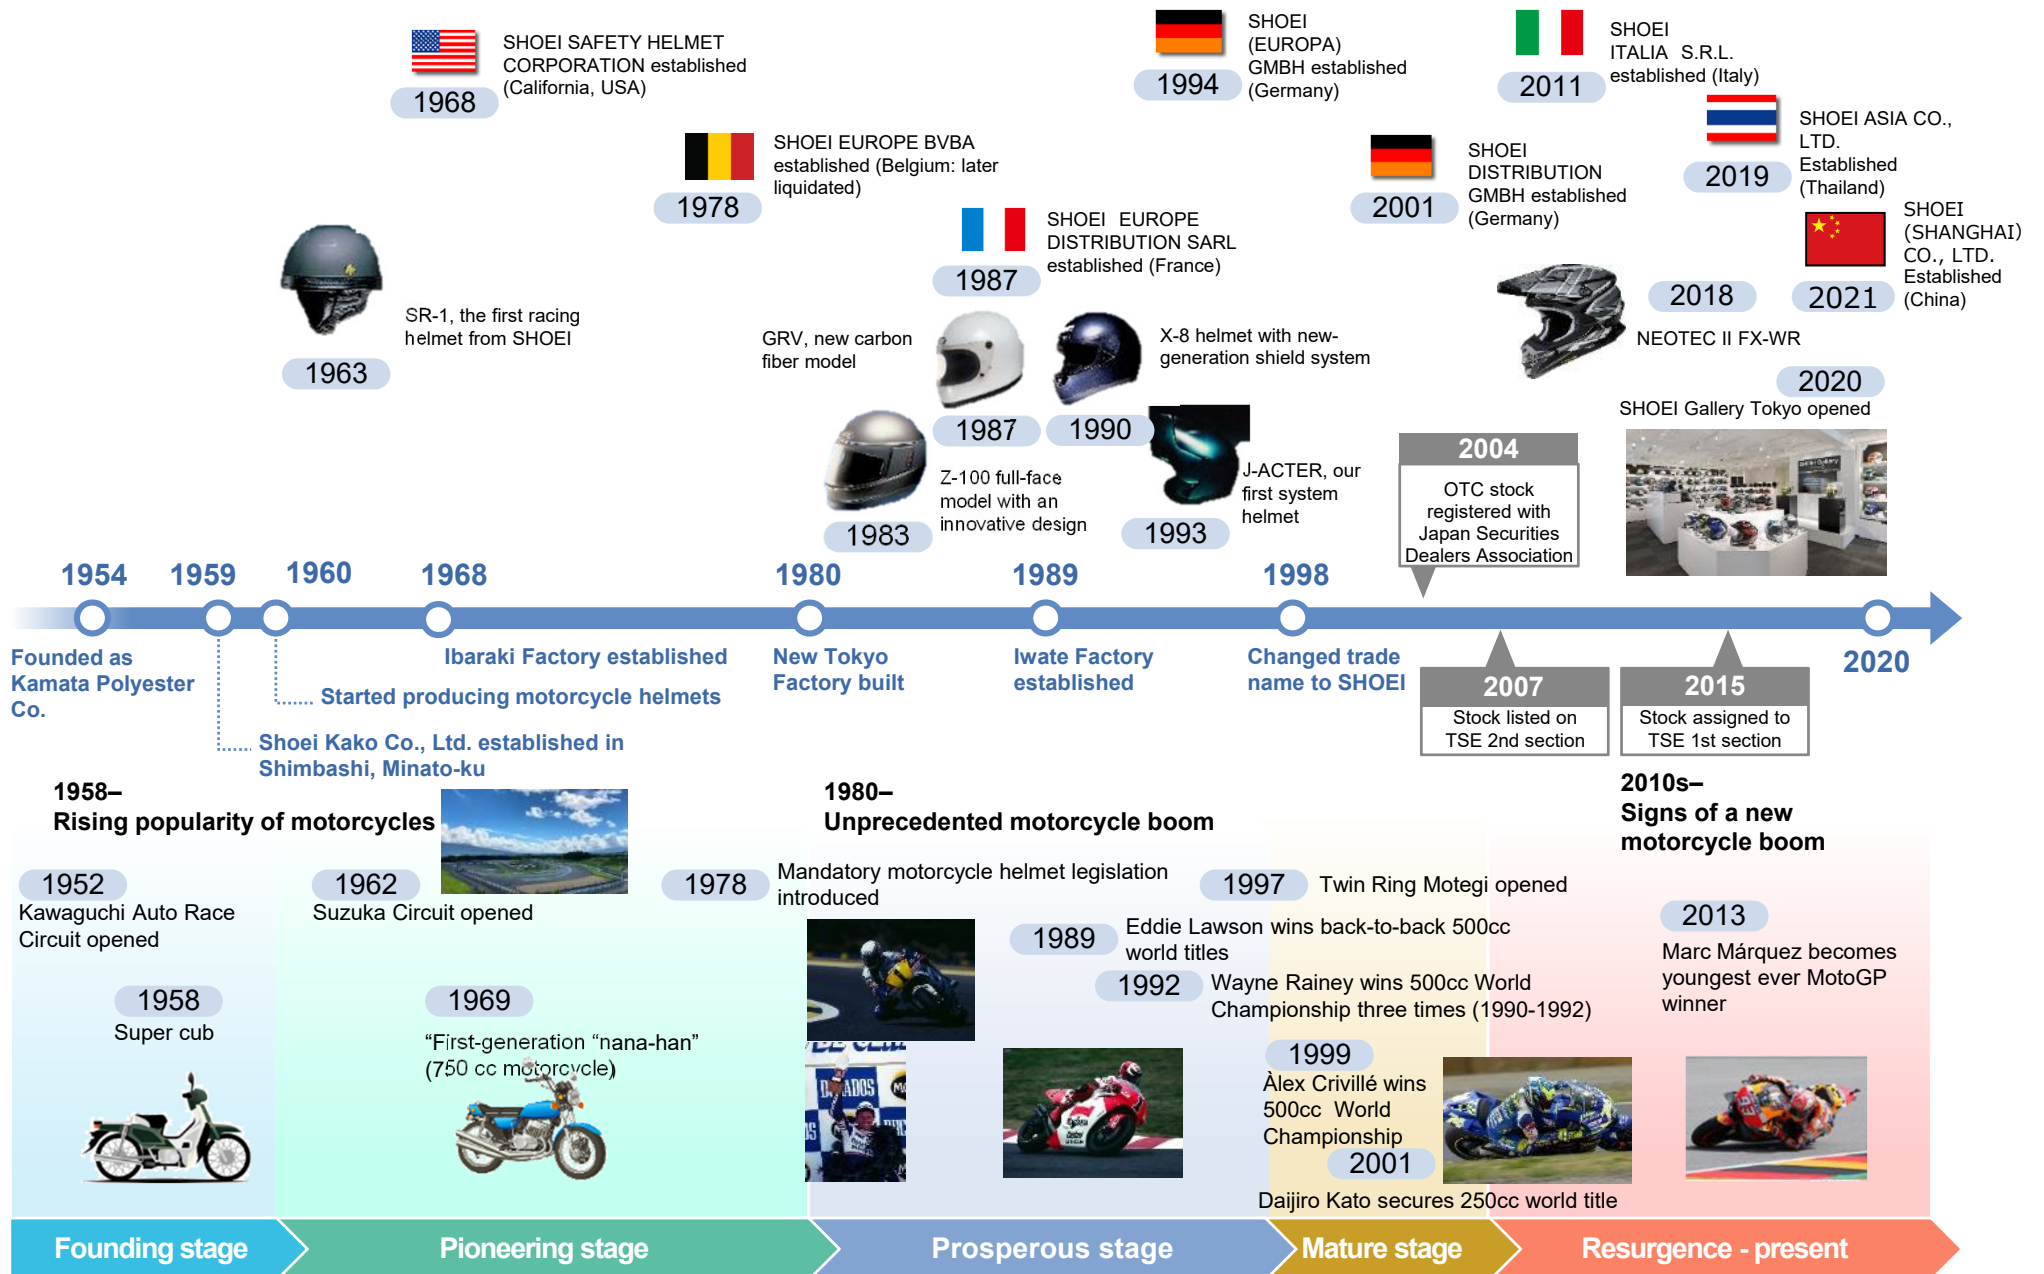 SHOEI SAFETY HELMET
CORPORATION established
(California, USA)
1968
SHOEI EUROPE BVBA
established (Belgium: later
liquidated)
1978
SHOEI
(EUROPA)
GMBH established
(Germany)
1994
SHOEI
ITALIA S.R.L.
established (Italy)
2011
SHOEI
DISTRIBUTION
GMBH established
(Germany)
2001
SHOEI ASIA CO.,
LTD.
Established
(Thailand)
2019
SHOEI
(SHANGHAI)
CO., LTD.
Established
(China)
2021
SHOEI EUROPE
DISTRIBUTION SARL
established (France)
1987
SR-1, the first racing
helmet from SHOEI
1963
GRV, new carbon
fiber model
1987
X-8 helmet with new-
generation shield system
1990
Z-100 full-face
model with an
innovative design
1983
J-ACTER, our
first system
helmet
1993
2018
NEOTEC II FX-WR
2020
SHOEI Gallery Tokyo opened
2004
OTC stock
registered with
Japan Securities
Dealers Association
1954
1959
1960
1968
1980
1989
1998
Founded as
Kamata Polyester
Co.
Ibaraki Factory established
Started producing motorcycle helmets
Shoei Kako Co., Ltd. established in
Shimbashi, Minato-ku
New Tokyo
Factory built
Iwate Factory
established
Changed trade
name to SHOEI
2007
Stock listed on
TSE 2nd section
2015
Stock assigned to
TSE 1st section
2020
1958–
Rising popularity of motorcycles
1980–
Unprecedented motorcycle boom
2010s–
Signs of a new
motorcycle boom
1952
Kawaguchi Auto Race
Circuit opened
1958
Super cub
1962
Suzuka Circuit opened
1969
“First-generation “nana-han”
(750 cc motorcycle)
1978
Mandatory motorcycle helmet legislation
introduced
1989
Eddie Lawson wins back-to-back 500cc
world titles
1992
Wayne Rainey wins 500cc World
Championship three times (1990-1992)
1997
Twin Ring Motegi opened
1999
Àlex Crivillé wins
500cc World
Championship
2001
Daijiro Kato secures 250cc world title
2013
Marc Márquez becomes
youngest ever MotoGP
winner
Founding stage
Pioneering stage
Prosperous stage
Mature stage
Resurgence - present